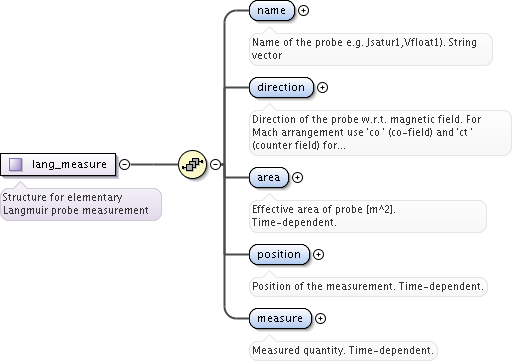 name
Name of the probe e.g. Jsatur1,Vfloat1). String
vector
direction
Direction of the probe w.r.t. magnetic field. For
Mach arrangement use 'co ' (co-field) and 'ct '
(counter field) for...
lang_measure
Structure for elementary
Langmuir probe measurement
area
Effective area of probe [m^2].
Time-dependent.
position
Position of the measurement. Time-dependent.
measure
Measured quantity. Time-dependent.